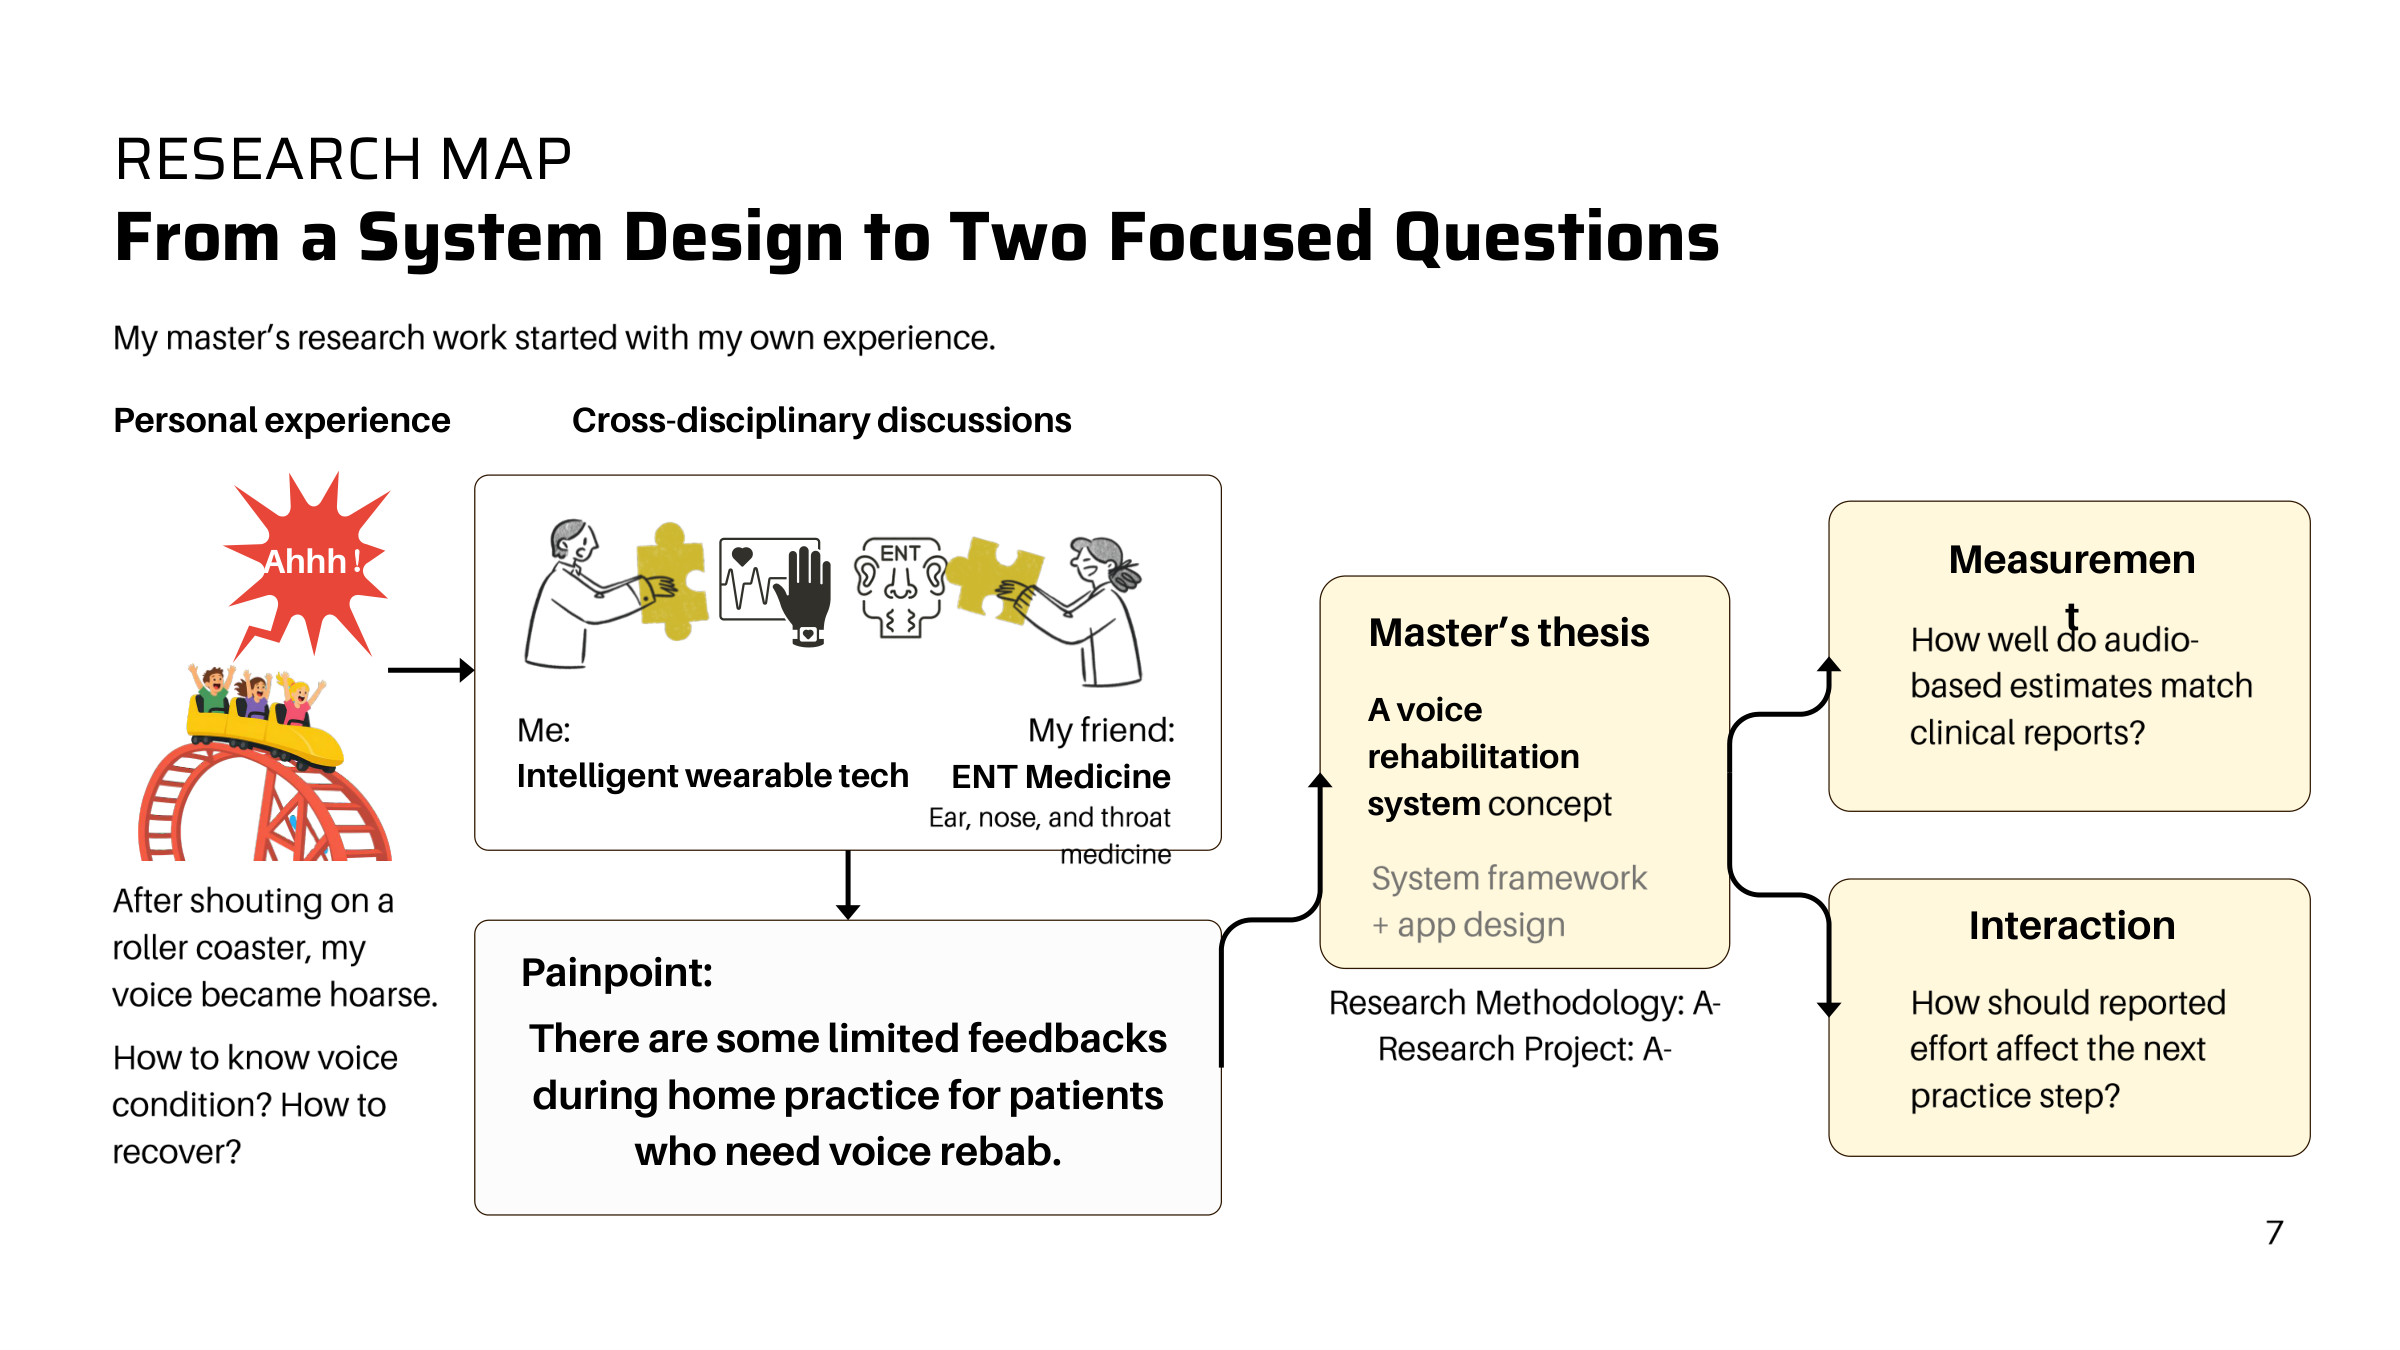 RESEARCH MAP
From a System Design to Two Focused Questions
My master's research work started with my own experience.
Personal experience
Ahhh !
After shouting on a
roller coaster, my
voice became hoarse.
How to know voice
condition? How to
recover?
Cross-disciplinary discussions
ENT
Me:
Intelligent wearable tech
My friend:
ENT Medicine
Ear, nose, and throat
medicine
Painpoint:
There are some limited feedbacks
during home practice for patients
who need voice rebab.
Master's thesis
A voice
rehabilitation
system concept
System framework
+ app design
Research Methodology: A-
Research Project: A-
Measuremen
t
How well do audio-
based estimates match
clinical reports?
Interaction
How should reported
effort affect the next
practice step?
7